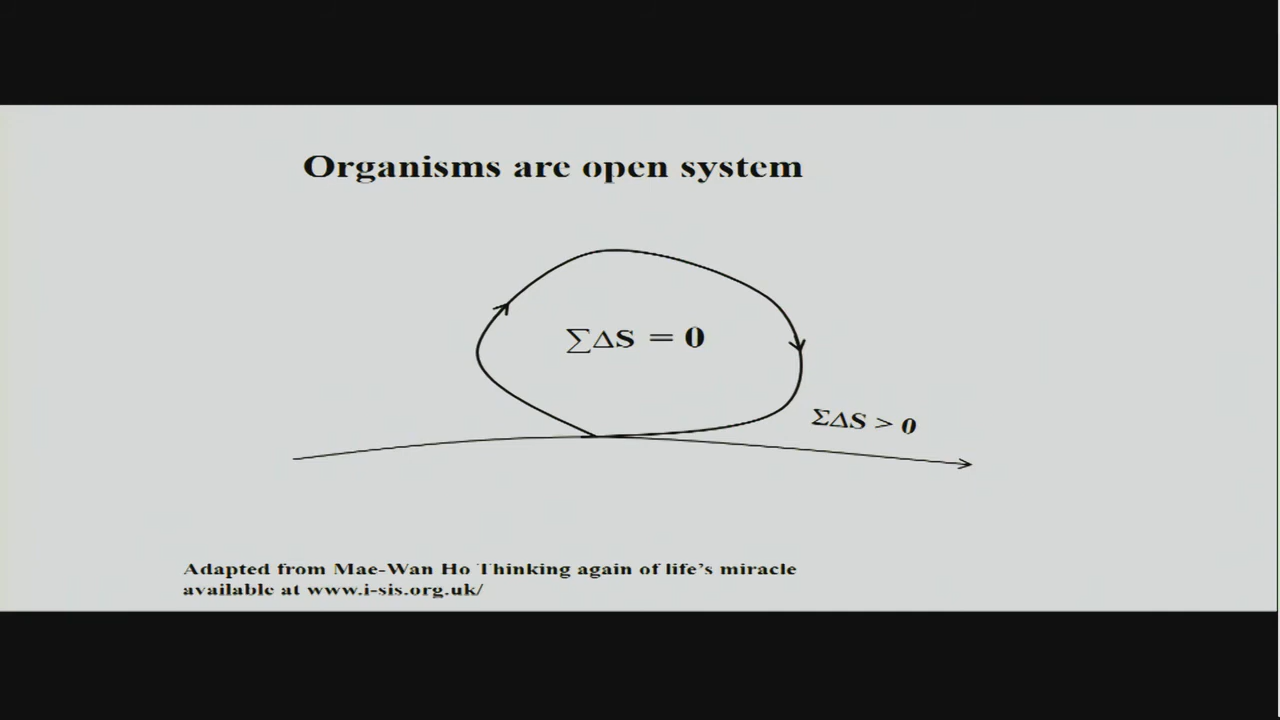 Organisms are open system
∑ΔS = 0
ΣΔS > 0
Adapted from Mae-Wan Ho Thinking again of life's miracle
available at www.i-sis.org.uk/